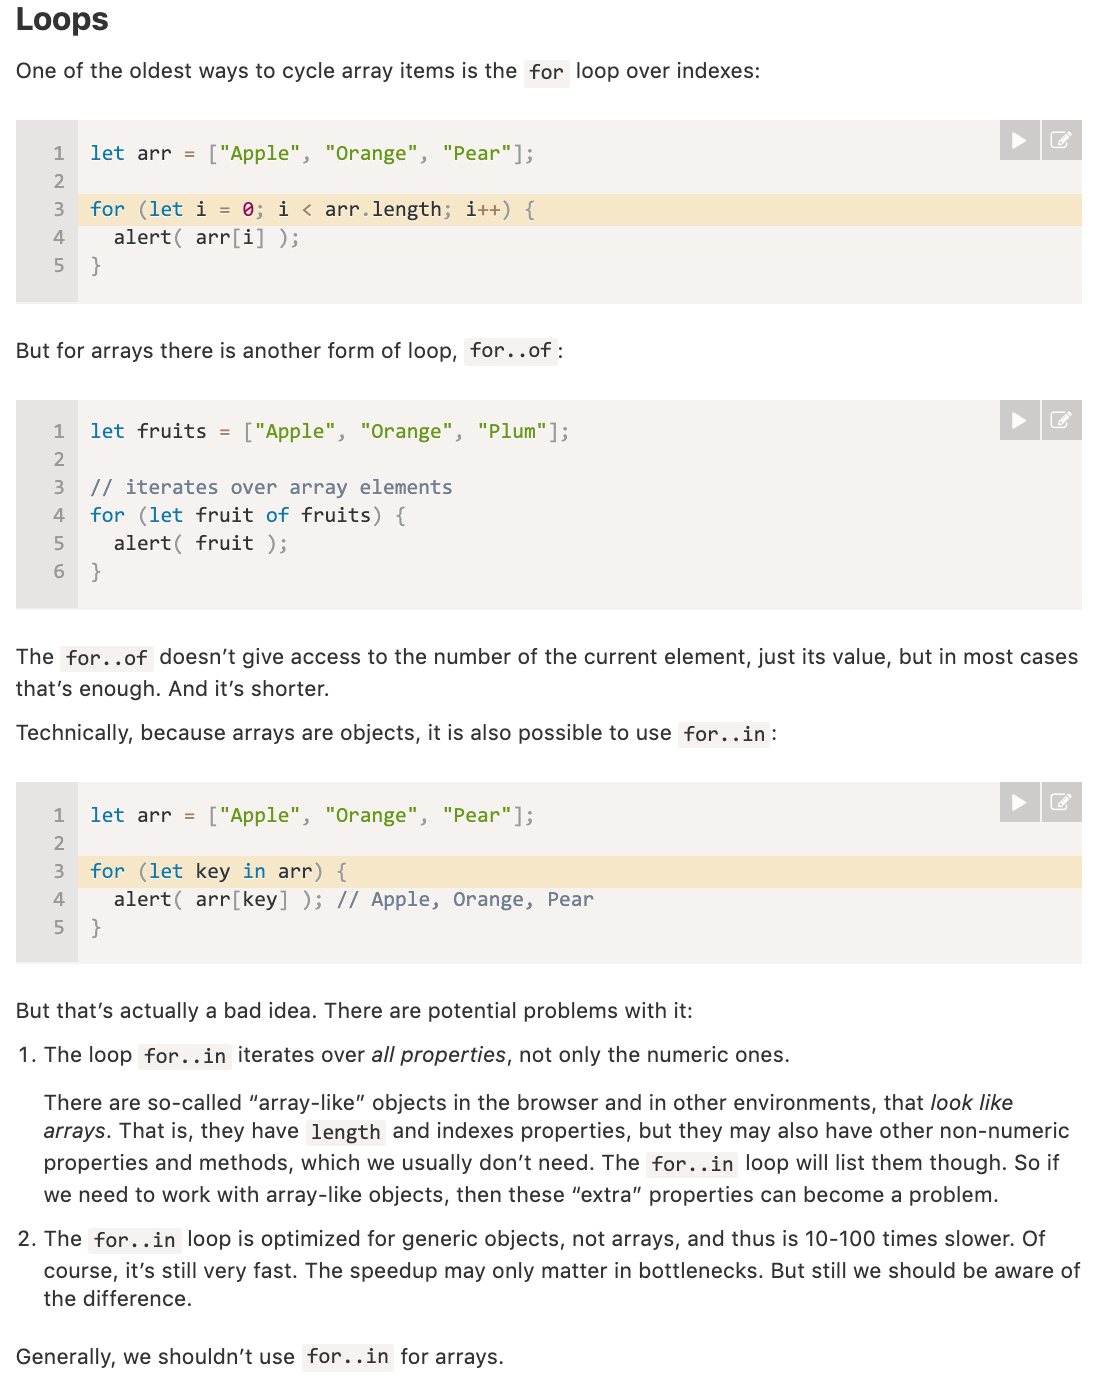 Loops
One of the oldest ways to cycle array items is the for loop over indexes:
1 let arr = ["Apple", "Orange", "Pear"];
2
3 for (let i = 0; i < arr.length; i++) {
4   alert( arr[i] );
5 }
But for arrays there is another form of loop, for..of:
1 let fruits = ["Apple", "Orange", "Plum"];
2
3 // iterates over array elements
4 for (let fruit of fruits) {
5   alert( fruit );
6 }
The for..of doesn’t give access to the number of the current element, just its value, but in most cases
that’s enough. And it’s shorter.
Technically, because arrays are objects, it is also possible to use for..in:
1 let arr = ["Apple", "Orange", "Pear"];
2
3 for (let key in arr) {
4   alert( arr[key] ); // Apple, Orange, Pear
5 }
But that’s actually a bad idea. There are potential problems with it:
1. The loop for..in iterates over all properties, not only the numeric ones.
There are so-called “array-like” objects in the browser and in other environments, that look like
arrays. That is, they have length and indexes properties, but they may also have other non-numeric
properties and methods, which we usually don’t need. The for..in loop will list them though. So if
we need to work with array-like objects, then these “extra” properties can become a problem.
2. The for..in loop is optimized for generic objects, not arrays, and thus is 10-100 times slower. Of
course, it’s still very fast. The speedup may only matter in bottlenecks. But still we should be aware of
the difference.
Generally, we shouldn’t use for..in for arrays.